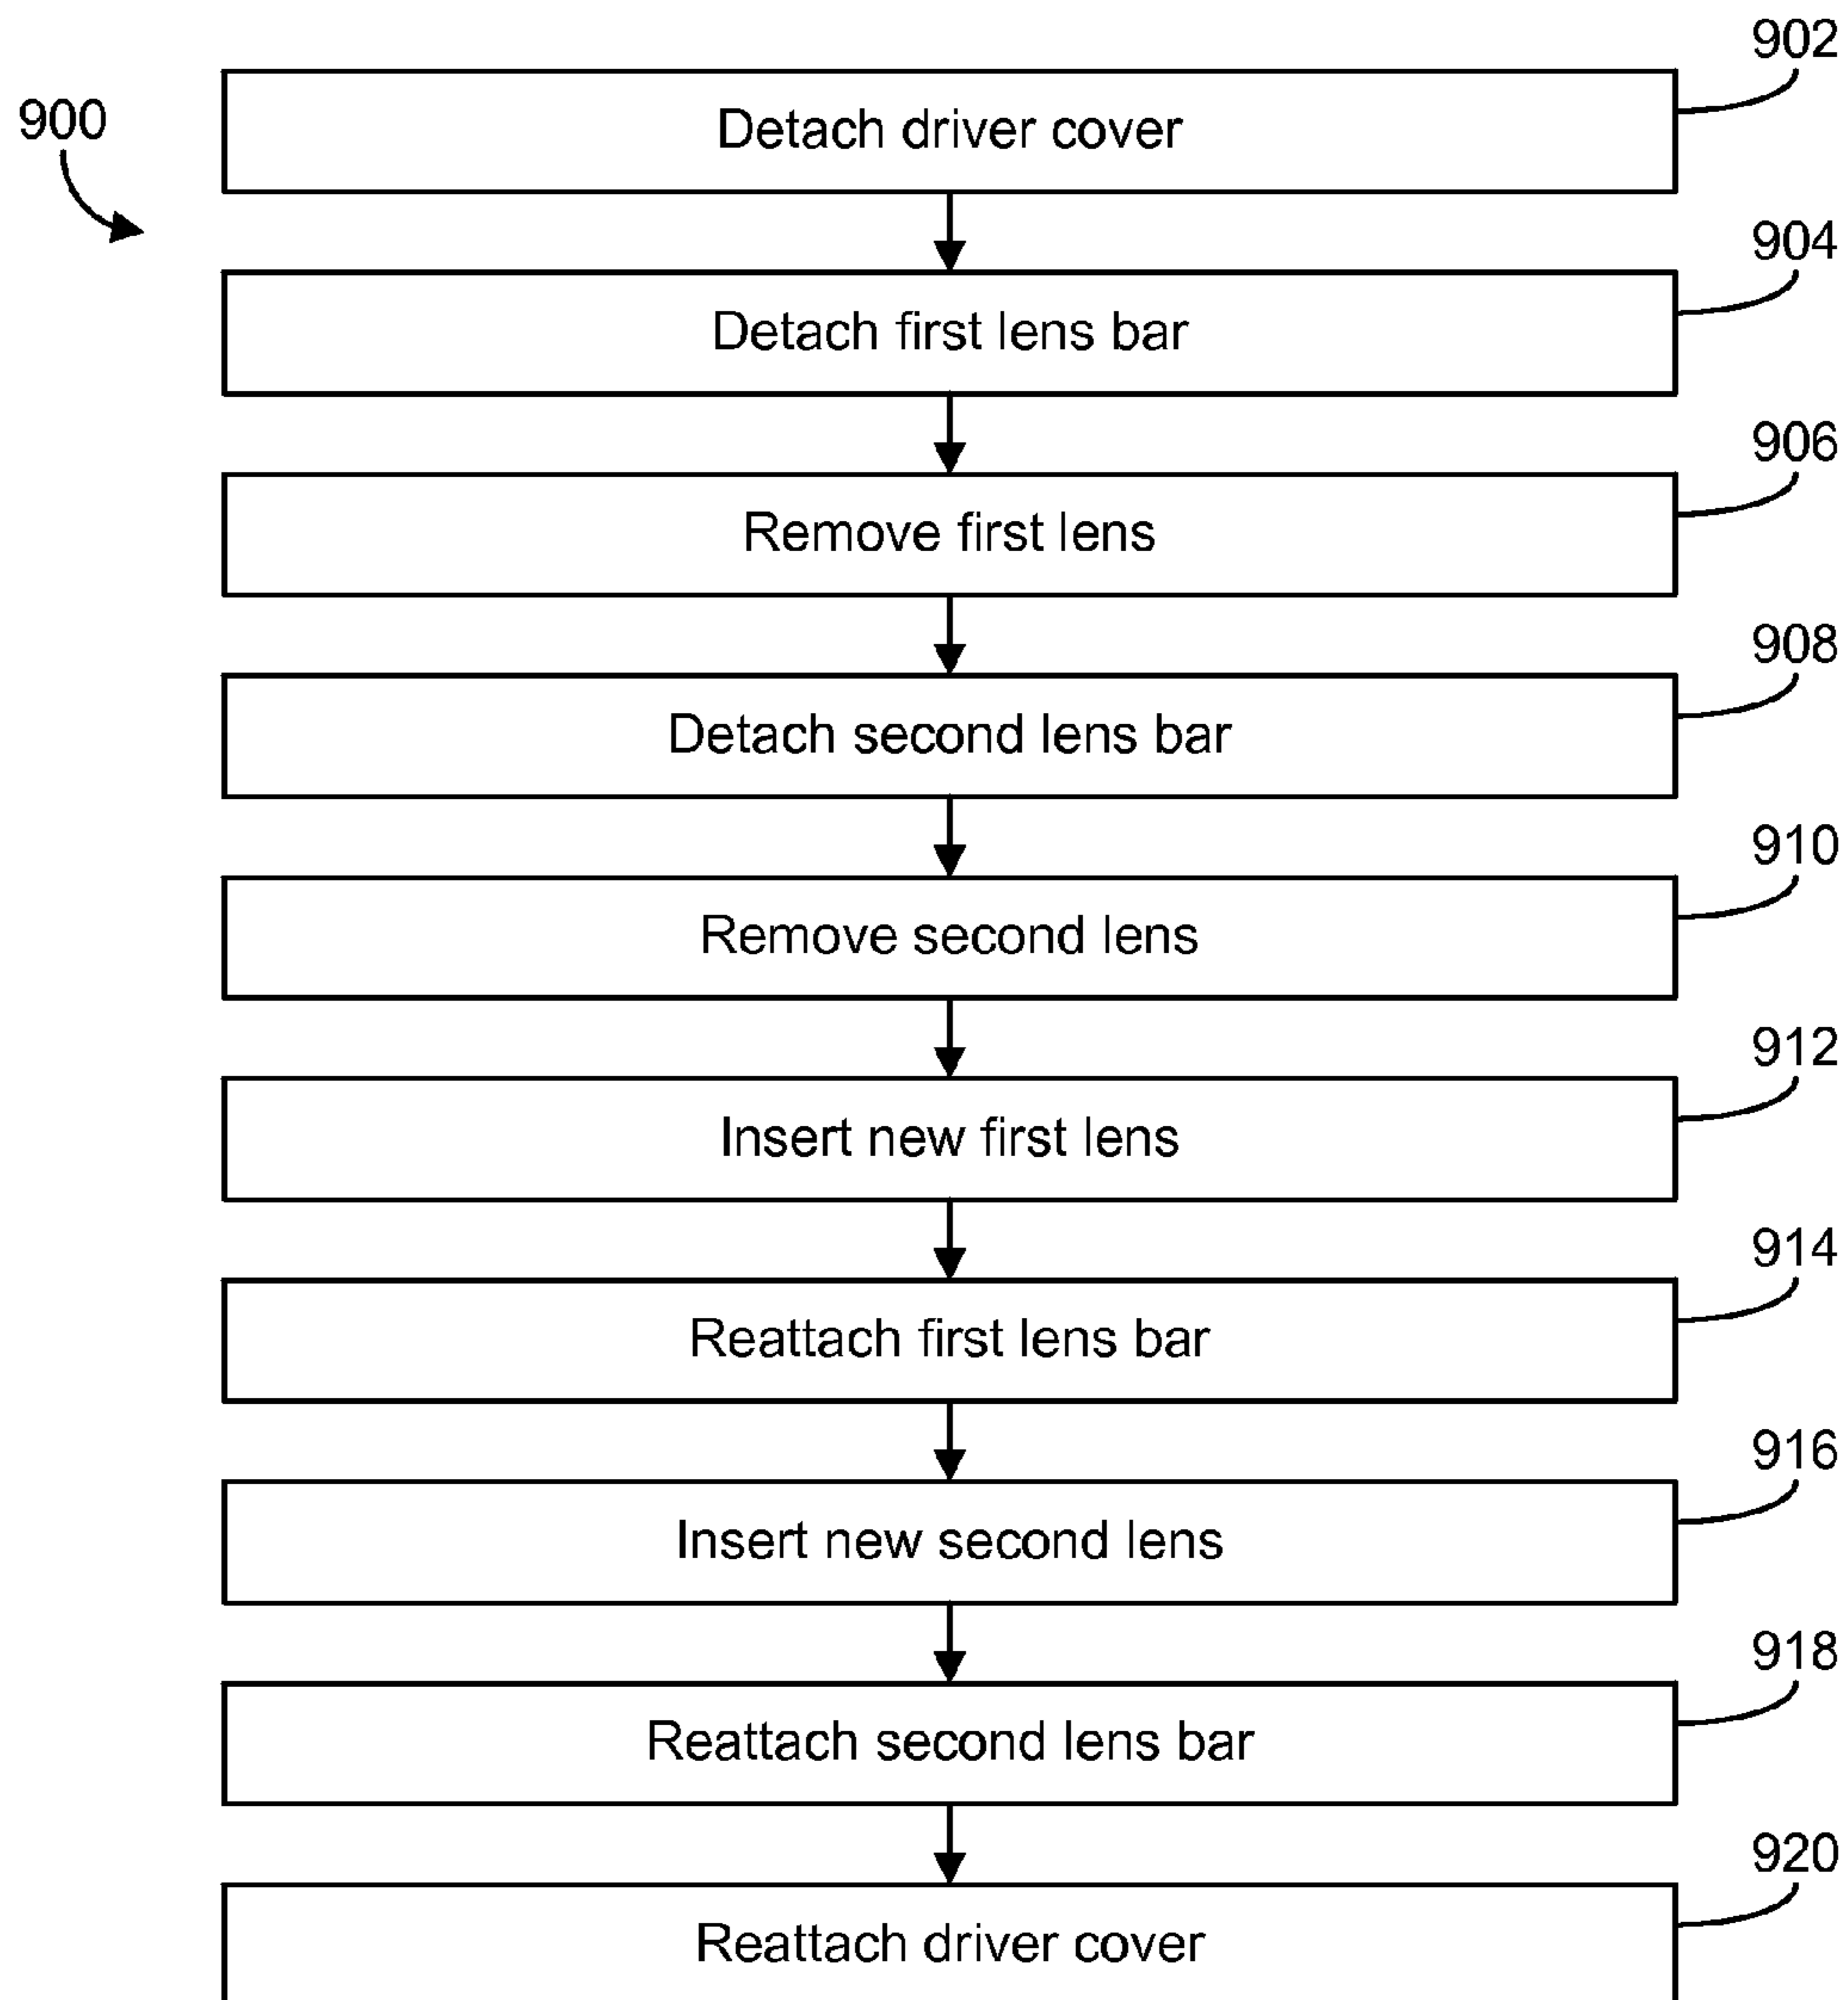 902
900
Detach driver cover
904
Detach first lens bar
906
Remove first lens
908
Detach second lens bar
910
Remove second lens
912
Insert new first lens
914
Reattach first lens bar
916
Insert new second lens
918
Reattach second lens bar
920
Reattach driver cover